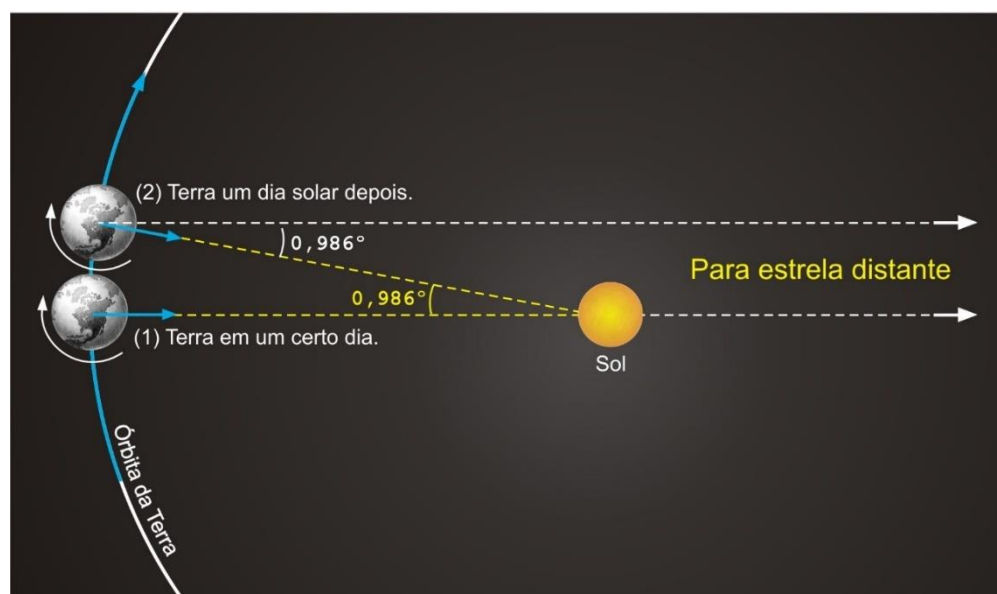 (2) Terra um dia solar depois.
0,986°
Para estrela distante
0,986°
(1) Terra em um certo dia.
Sol
Órbita da Terra